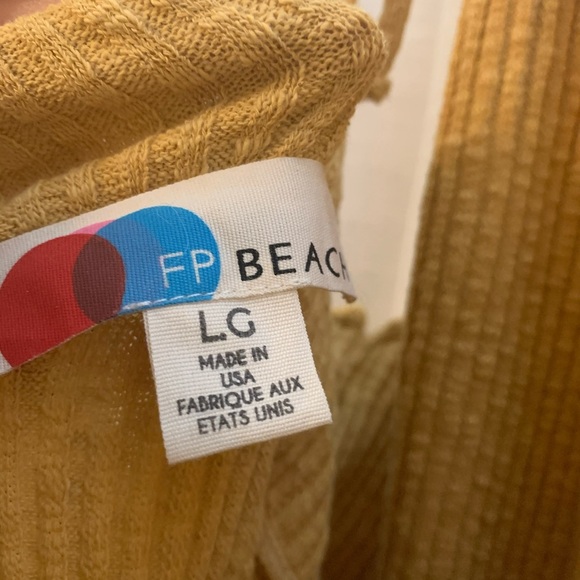 FP BEACH
LG
MADE IN
USA
FABRIQUE AUX
ETATS UNIS